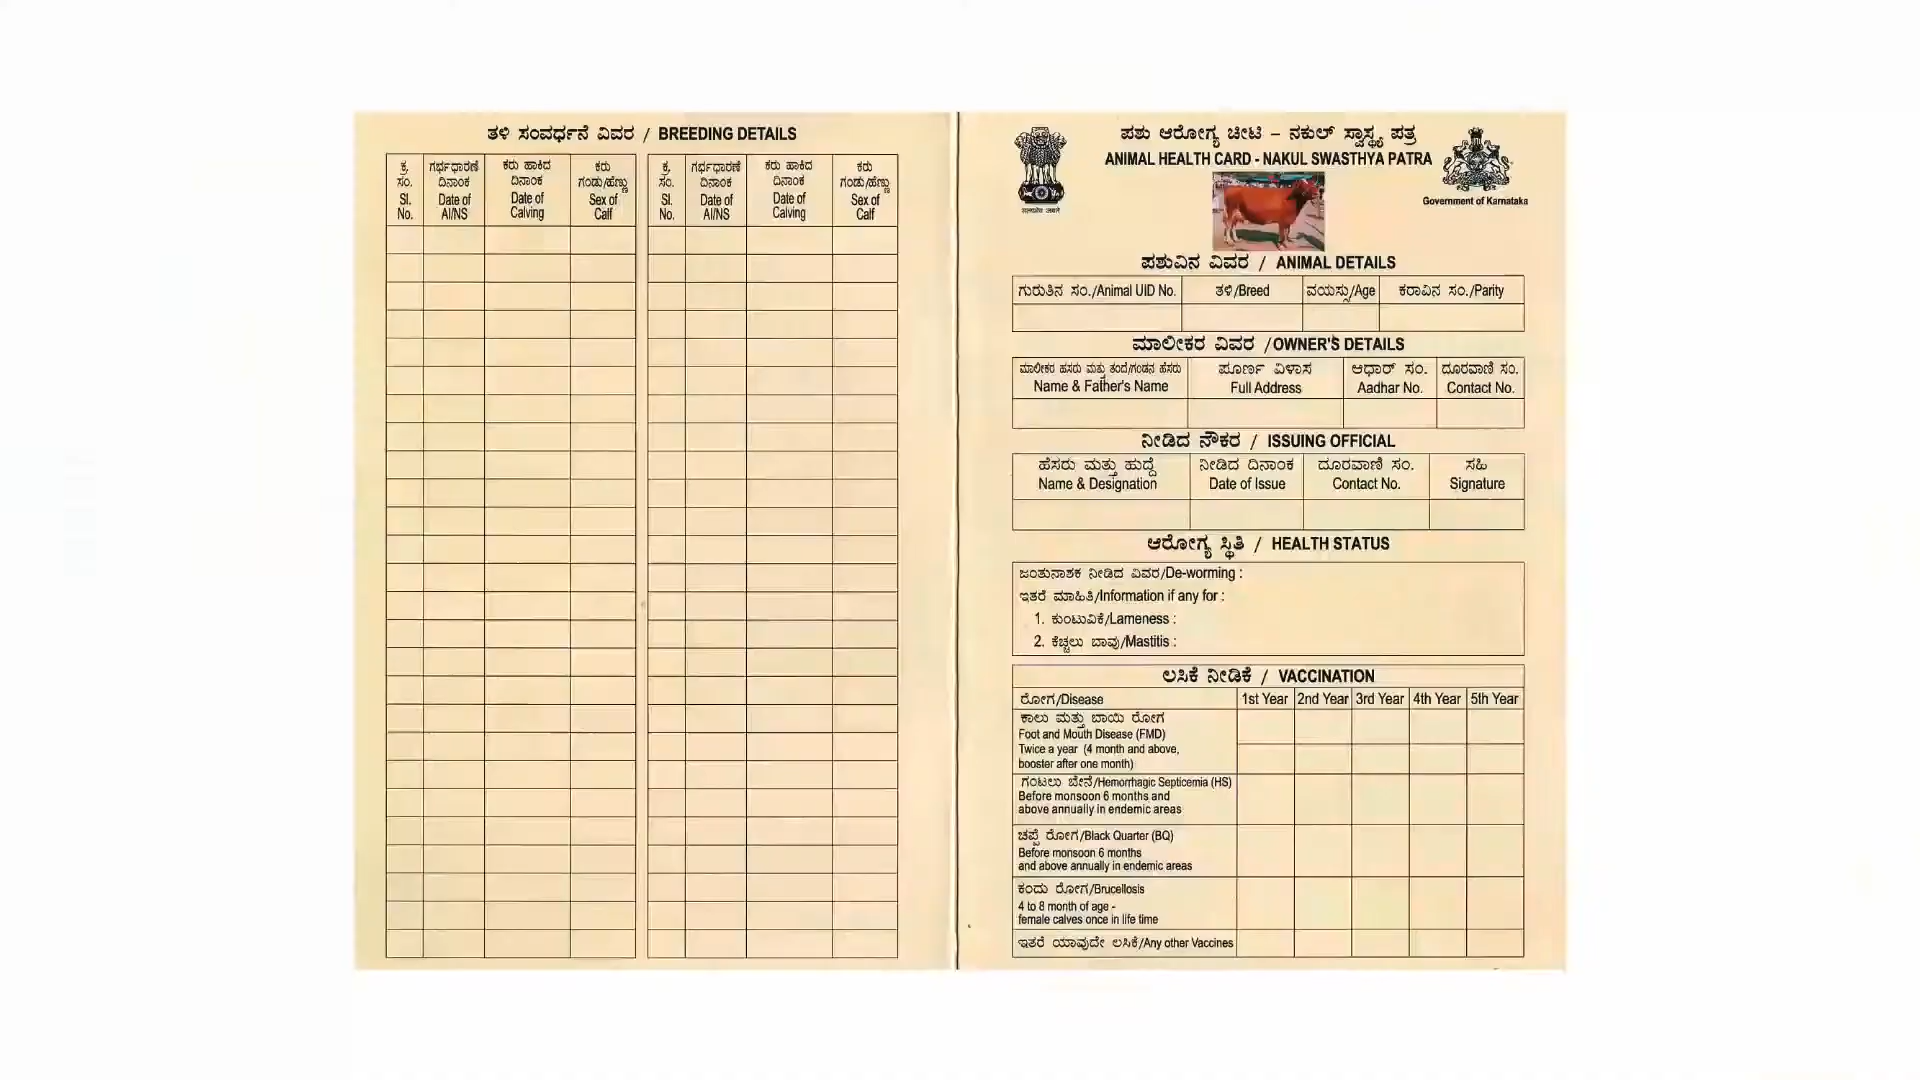 ತಳಿ ಸಂವರ್ಧನೆ ವಿವರ / BREEDING DETAILS
ಕ್ರ. ಸಂ. Sl. No.
ಗರ್ಭಧಾರಣೆ ದಿನಾಂಕ Date of AI/NS
ಕರು ಹಾಕಿದ ದಿನಾಂಕ Date of Calving
ಕರು ಗಂಡು/ಹೆಣ್ಣು Sex of Calf
ಕ್ರ. ಸಂ. Sl. No.
ಗರ್ಭಧಾರಣೆ ದಿನಾಂಕ Date of AI/NS
ಕರು ಹಾಕಿದ ದಿನಾಂಕ Date of Calving
ಕರು ಗಂಡು/ಹೆಣ್ಣು Sex of Calf
ಪಶು ಆರೋಗ್ಯ ಚೀಟಿ – ನಕುಲ್ ಸ್ವಾಸ್ಥ್ಯ ಪತ್ರ
ANIMAL HEALTH CARD - NAKUL SWASTHYA PATRA
सत्यमेव जयते
Government of Karnataka
ಪಶುವಿನ ವಿವರ / ANIMAL DETAILS
ಗುರುತಿನ ಸಂ./Animal UID No. ತಳಿ/Breed ವಯಸ್ಸು/Age ಕರಾವಿನ ಸಂ./Parity
ಮಾಲೀಕರ ವಿವರ /OWNER'S DETAILS
ಮಾಲೀಕರ ಹೆಸರು ಮತ್ತು ತಂದೆ/ಗಂಡನ ಹೆಸರು ಪೂರ್ಣ ವಿಳಾಸ ಆಧಾರ್ ಸಂ. ದೂರವಾಣಿ ಸಂ.
Name & Father's Name Full Address Aadhar No. Contact No.
ನೀಡಿದ ನೌಕರ / ISSUING OFFICIAL
ಹೆಸರು ಮತ್ತು ಹುದ್ದೆ ನೀಡಿದ ದಿನಾಂಕ ದೂರವಾಣಿ ಸಂ. ಸಹಿ
Name & Designation Date of Issue Contact No. Signature
ಆರೋಗ್ಯ ಸ್ಥಿತಿ / HEALTH STATUS
ಜಂತುನಾಶಕ ನೀಡಿದ ವಿವರ/De-worming :
ಇತರೆ ಮಾಹಿತಿ/Information if any for :
1. ಕುಂಟುವಿಕೆ/Lameness :
2. ಕೆಚ್ಚಲು ಬಾವು/Mastitis :
ಲಸಿಕೆ ನೀಡಿಕೆ / VACCINATION
ರೋಗ/Disease 1st Year 2nd Year 3rd Year 4th Year 5th Year
ಕಾಲು ಮತ್ತು ಬಾಯಿ ರೋಗ
Foot and Mouth Disease (FMD)
Twice a year (4 month and above,
booster after one month)
ಗಂಟಲು ಬೇನೆ/Hemorrhagic Septicemia (HS)
Before monsoon 6 months and
above annually in endemic areas
ಚಪ್ಪೆ ರೋಗ/Black Quarter (BQ)
Before monsoon 6 months
and above annually in endemic areas
ಕಂದು ರೋಗ/Brucellosis
4 to 8 month of age -
female calves once in life time
ಇತರೆ ಯಾವುದೇ ಲಸಿಕೆ/Any other Vaccines